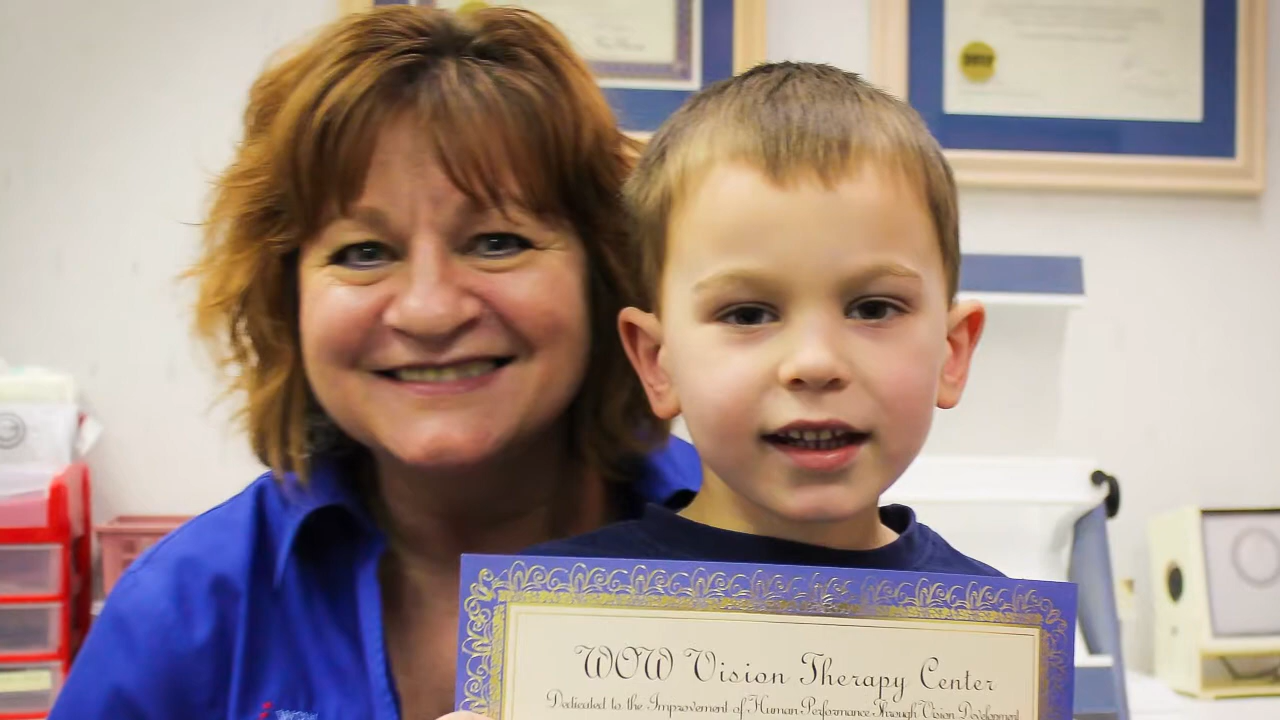 WOW Vision Therapy Center
Dedicated to the Improvement of Human Performance Through Vision Development